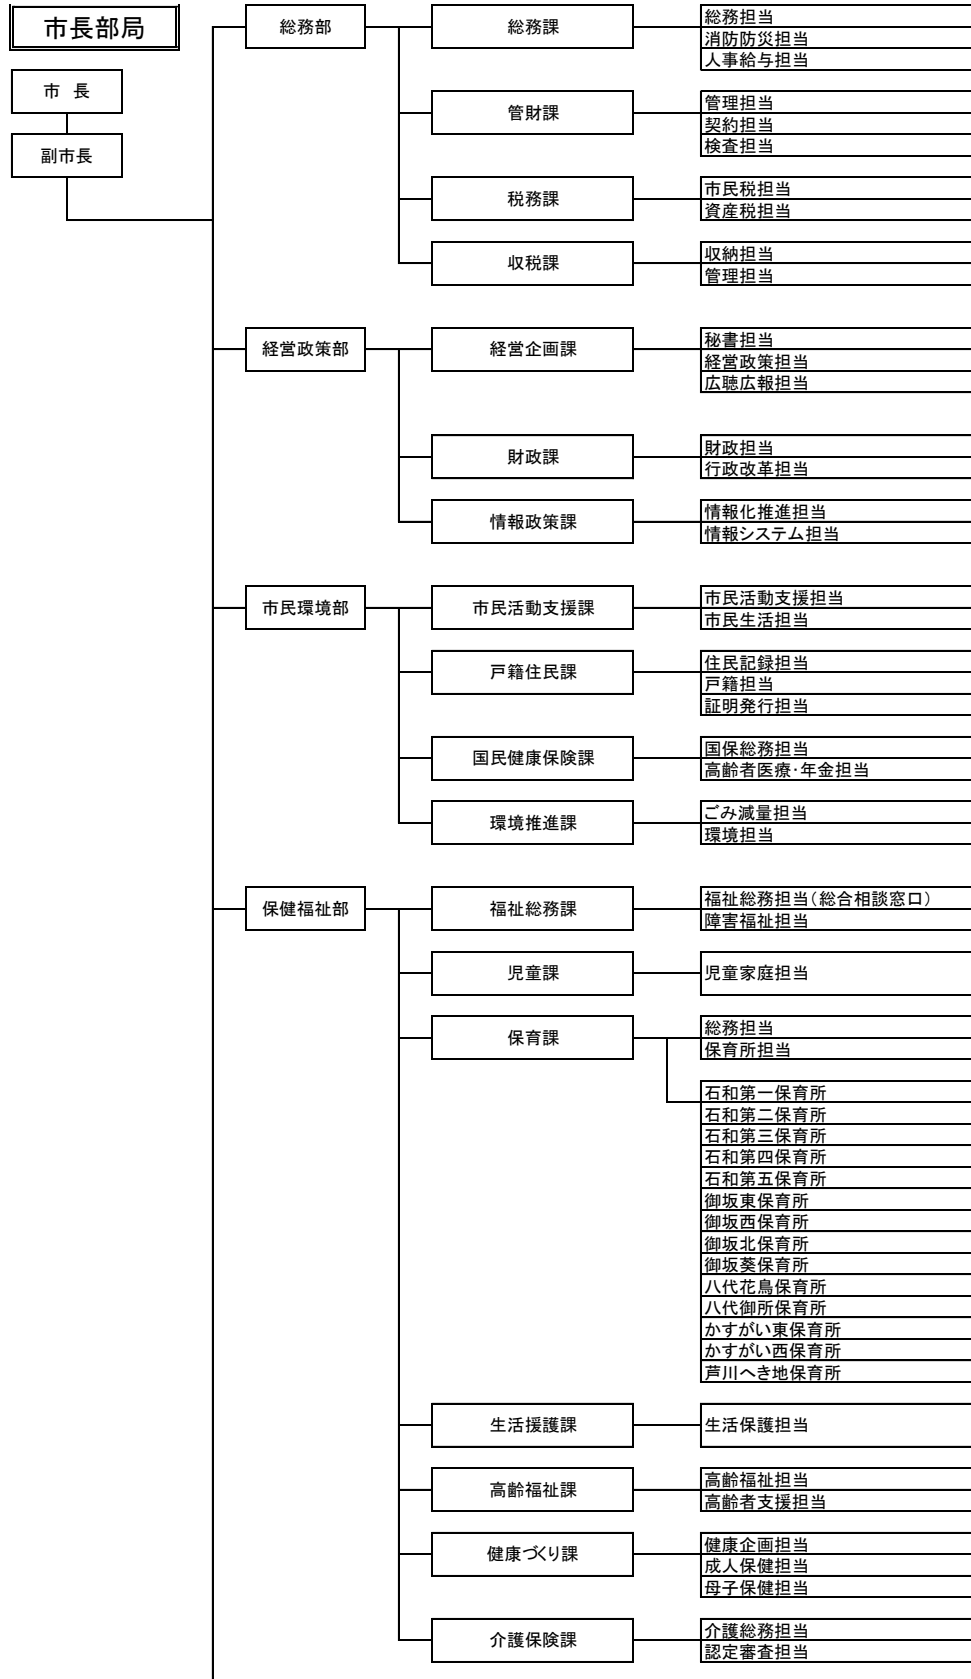 市長部局
市 長
副市長
総務部
総務課
総務担当
消防防災担当
人事給与担当
管財課
管理担当
契約担当
検査担当
税務課
市民税担当
資産税担当
収税課
収納担当
管理担当
経営政策部
経営企画課
秘書担当
経営政策担当
広聴広報担当
財政課
財政担当
行政改革担当
情報政策課
情報化推進担当
情報システム担当
市民環境部
市民活動支援課
市民活動支援担当
市民生活担当
戸籍住民課
住民記録担当
戸籍担当
証明発行担当
国民健康保険課
国保総務担当
高齢者医療・年金担当
環境推進課
ごみ減量担当
環境担当
保健福祉部
福祉総務課
福祉総務担当（総合相談窓口）
障害福祉担当
児童課
児童家庭担当
保育課
総務担当
保育所担当
石和第一保育所
石和第二保育所
石和第三保育所
石和第四保育所
石和第五保育所
御坂東保育所
御坂西保育所
御坂北保育所
御坂葵保育所
八代花鳥保育所
八代御所保育所
かすがい東保育所
かすがい西保育所
芦川へき地保育所
生活援護課
生活保護担当
高齢福祉課
高齢福祉担当
高齢者支援担当
健康づくり課
健康企画担当
成人保健担当
母子保健担当
介護保険課
介護総務担当
認定審査担当